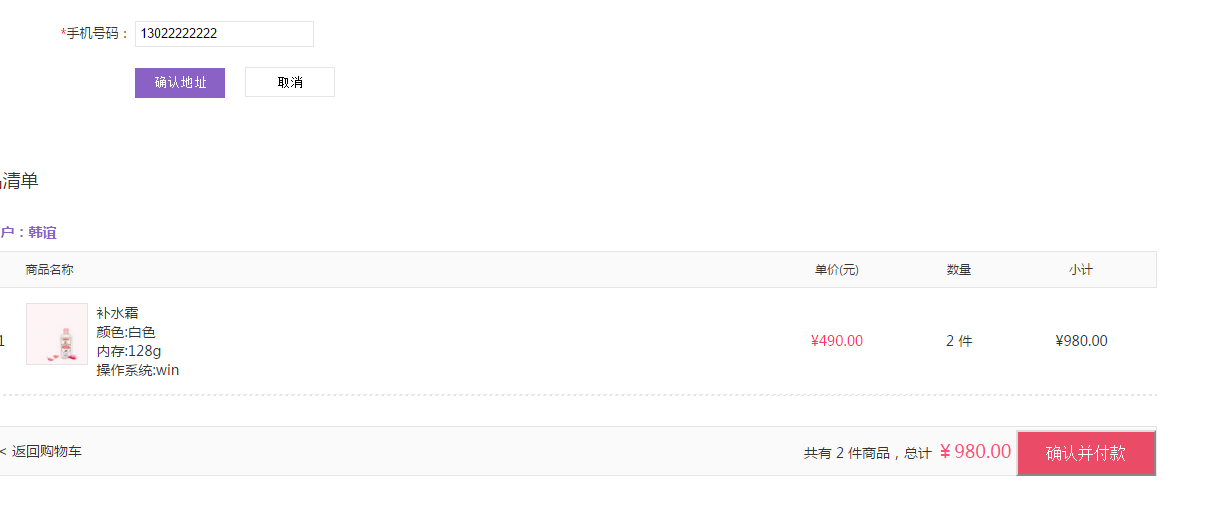 *手机号码： 13022222222
确认地址 取消
清单
户：韩谊
商品名称 单价(元) 数量 小计
补水霜
颜色:白色
1 内存:128g ¥490.00 2 件 ¥980.00
操作系统:win
< 返回购物车 共有 2 件商品，总计 ¥ 980.00 确认并付款